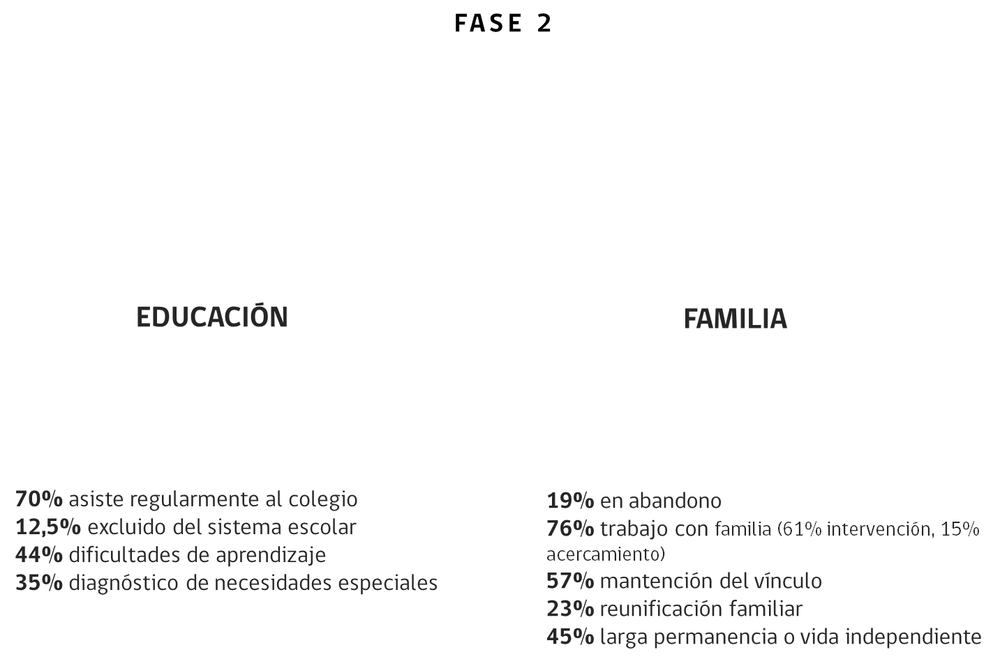 FASE 2
EDUCACIÓN
70% asiste regularmente al colegio
12,5% excluido del sistema escolar
44% dificultades de aprendizaje
35% diagnóstico de necesidades especiales
FAMILIA
19% en abandono
76% trabajo con familia (61% intervención, 15%
acercamiento)
57% mantención del vínculo
23% reunificación familiar
45% larga permanencia o vida independiente